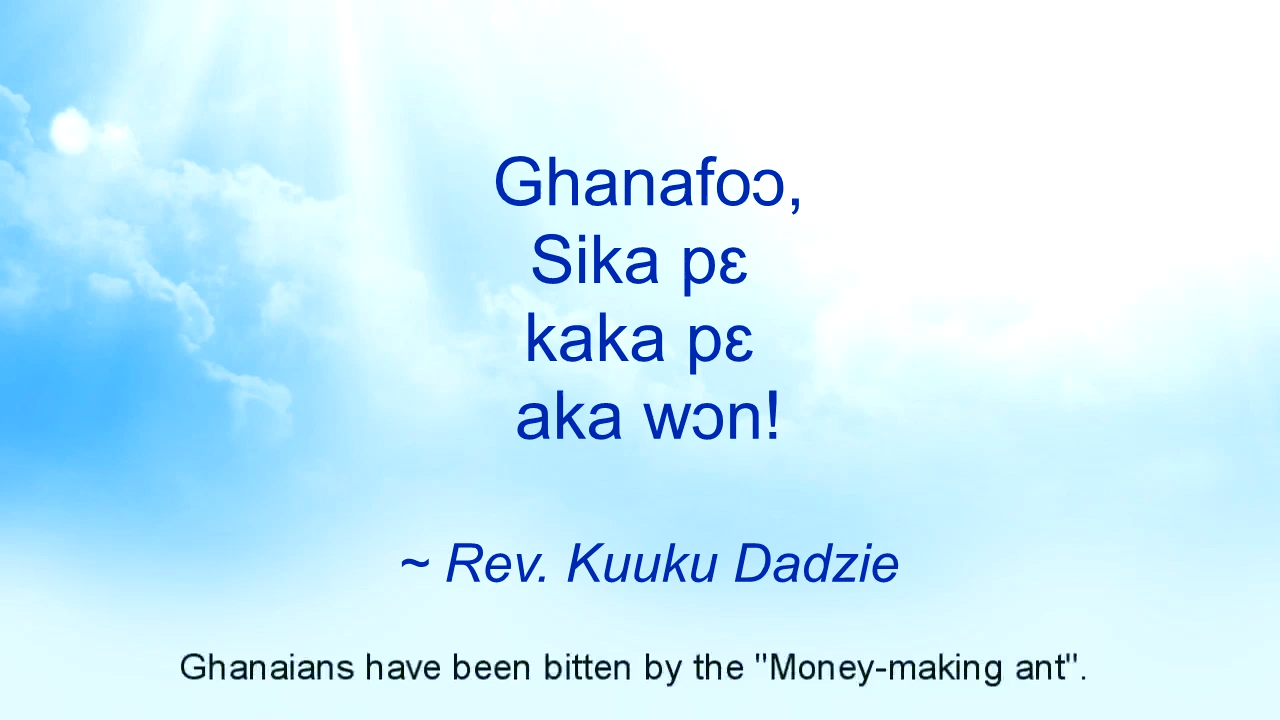 Ghanafoɔ,
Sika pɛ
kaka pɛ
aka wɔn!
~ Rev. Kuuku Dadzie
Ghanaians have been bitten by the "Money-making ant".